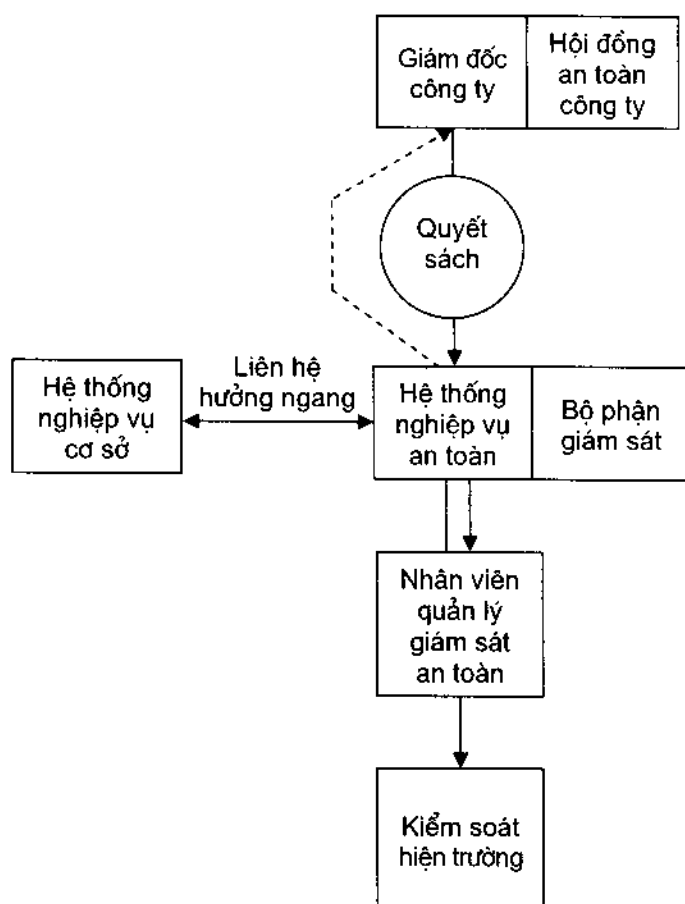 Giám đốc
công ty
Hội đồng
an toàn
công ty
Quyết
sách
Liên hệ
hưởng ngang
Hệ thống
nghiệp vụ
cơ sở
Hệ thống
nghiệp vụ
an toàn
Bộ phận
giám sát
Nhân viên
quản lý
giám sát
an toàn
Kiểm soát
hiện trường